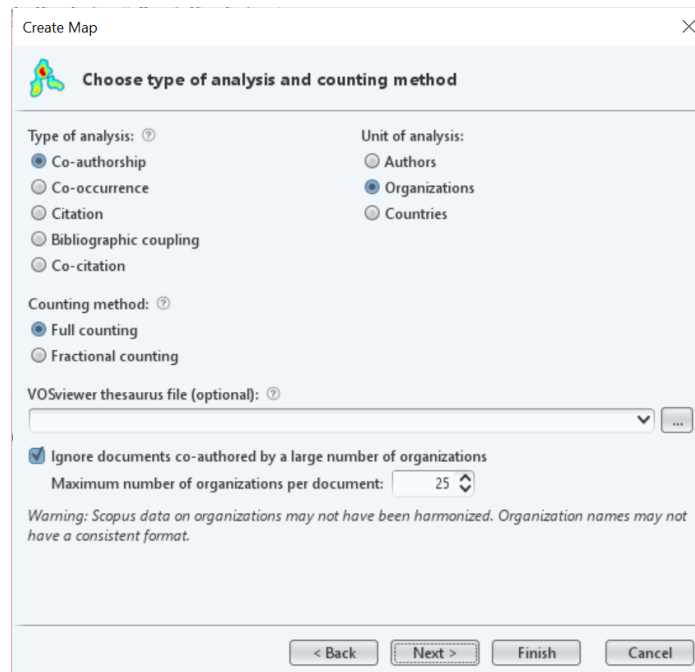 Create Map
Choose type of analysis and counting method
Type of analysis:
Unit of analysis:
Co-authorship
Authors
Co-occurrence
Organizations
Citation
Countries
Bibliographic coupling
Co-citation
Counting method:
Full counting
Fractional counting
VOSviewer thesaurus file (optional):
...
Ignore documents co-authored by a large number of organizations
Maximum number of organizations per document: 25
Warning: Scopus data on organizations may not have been harmonized. Organization names may not
have a consistent format.
< Back Next > Finish Cancel